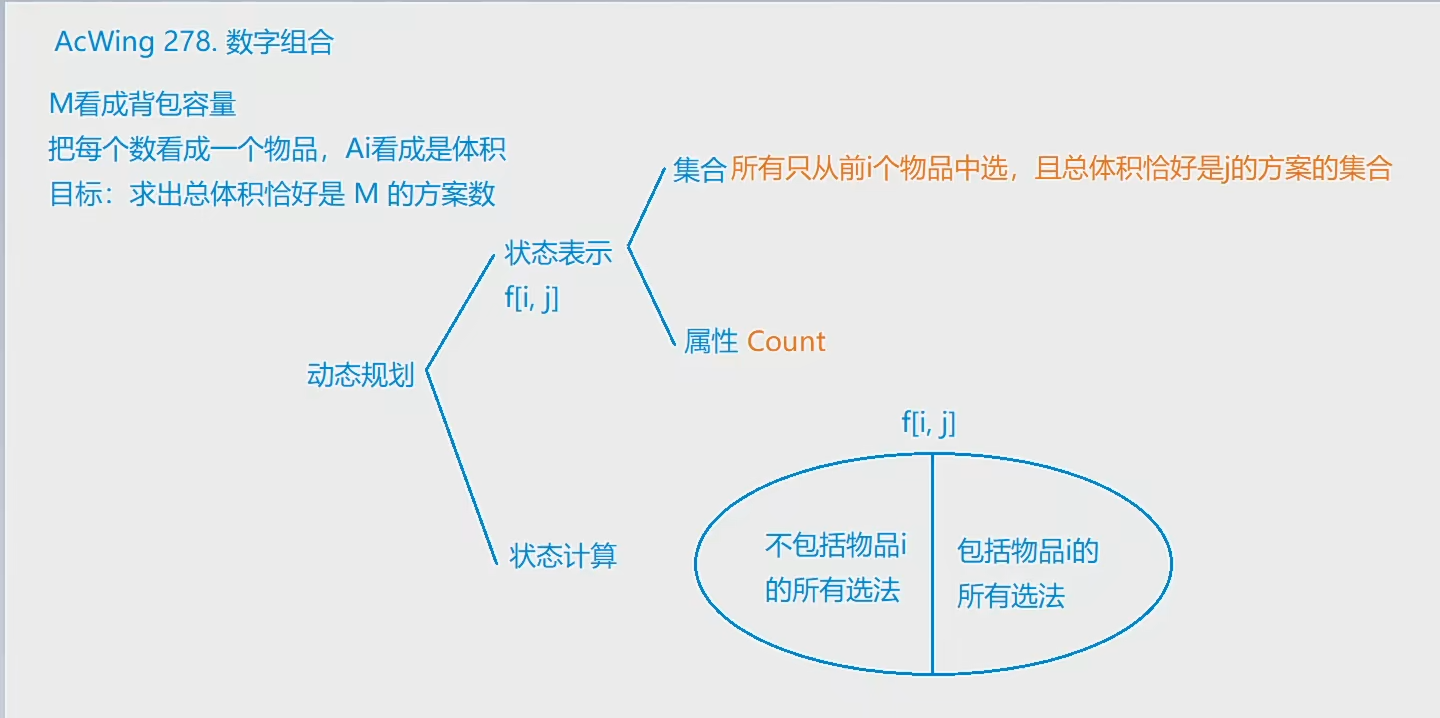 AcWing 278. 数字组合
M看成背包容量
把每个数看成一个物品，Ai看成是体积
目标：求出总体积恰好是 M 的方案数
集合 所有只从前i个物品中选，且总体积恰好是j的方案的集合
状态表示
f[i, j]
属性 Count
动态规划
f[i, j]
状态计算
不包括物品i
的所有选法
包括物品i的
所有选法